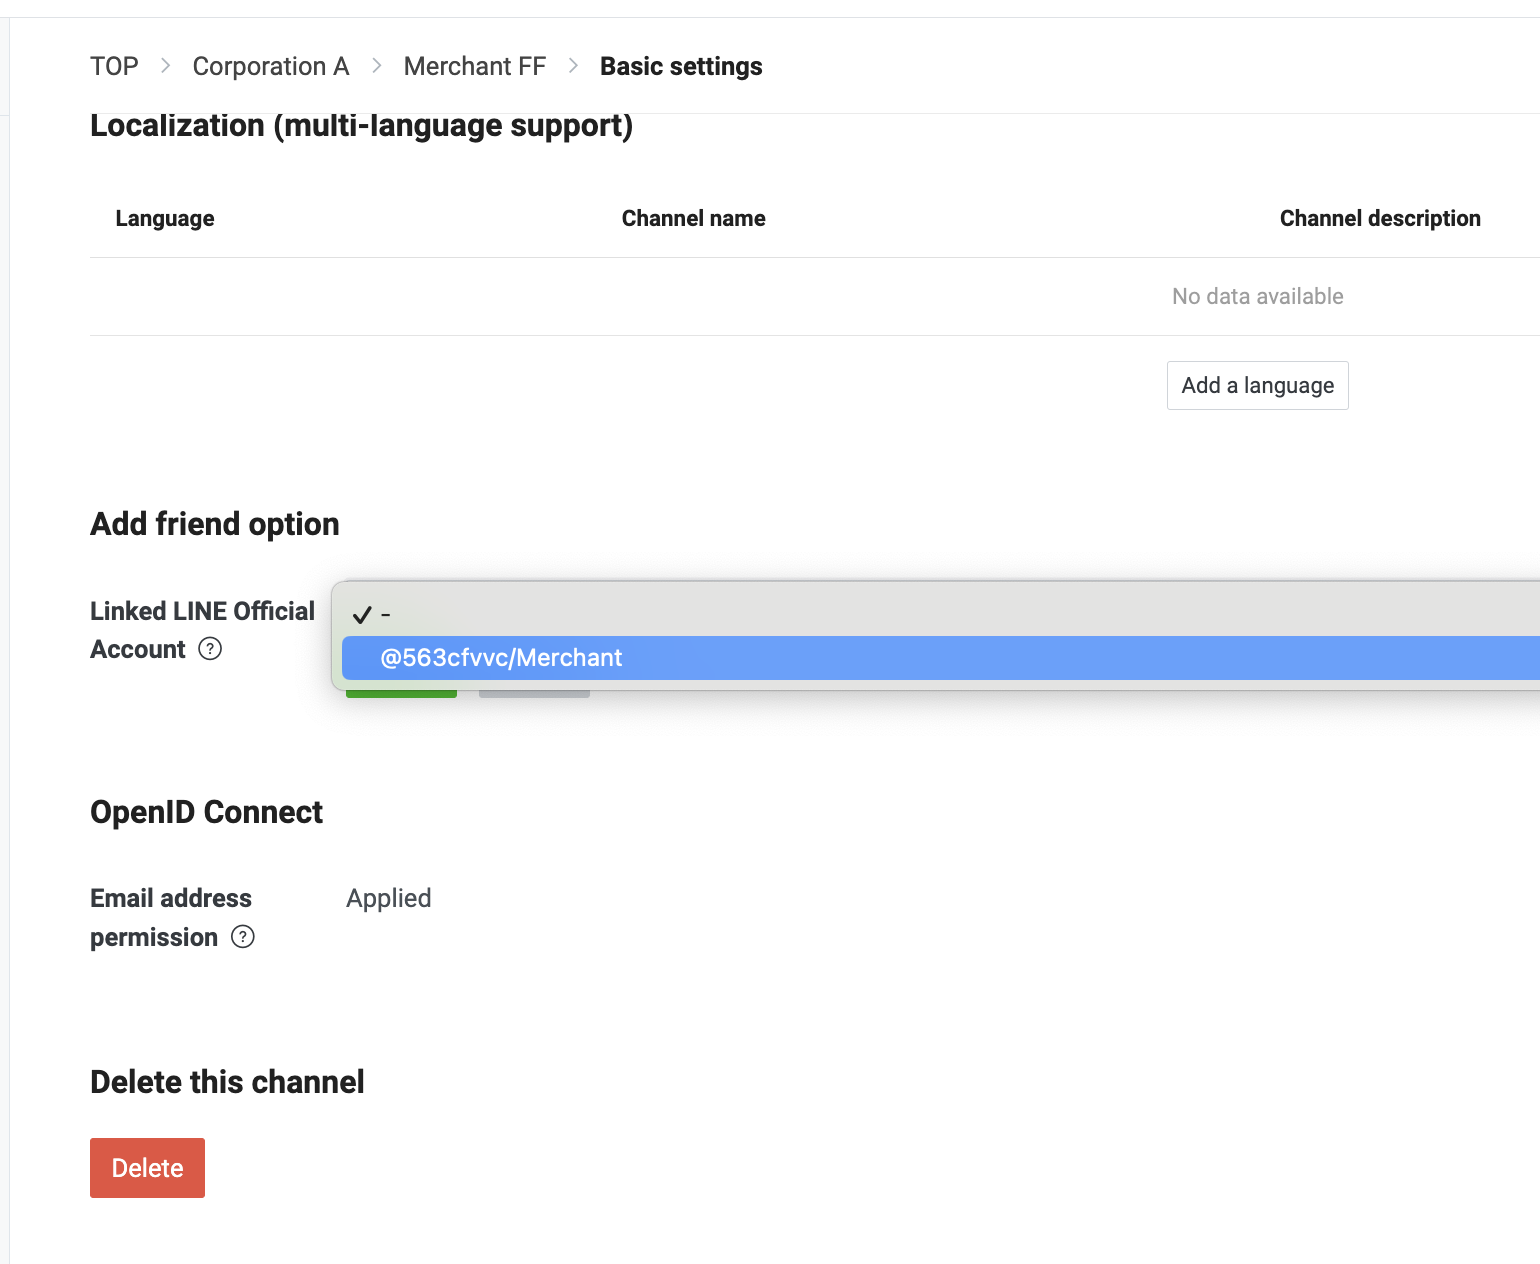 TOP > Corporation A > Merchant FF > Basic settings
Localization (multi-language support)
Language Channel name Channel description
No data available
Add a language
Add friend option
Linked LINE Official
Account ?
✓ -
@563cfvvc/Merchant
OpenID Connect
Email address
permission ?
Applied
Delete this channel
Delete